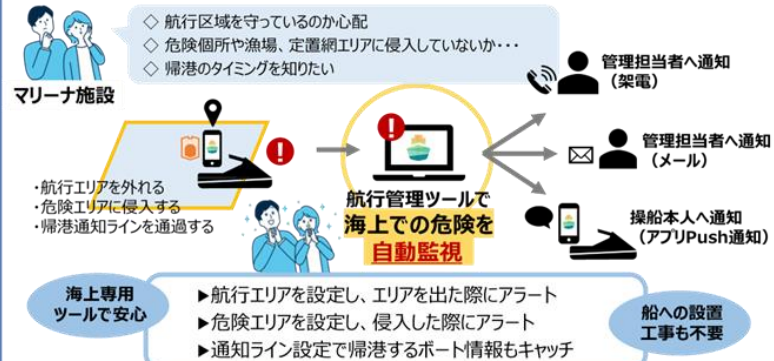 ◇ 航行区域を守っているのか心配
◇ 危険個所や漁場、定置網エリアに侵入していないか・・・
◇ 帰港のタイミングを知りたい
マリーナ施設
管理担当者へ通知
（架電）
管理担当者へ通知
（メール）
操船本人へ通知
（アプリPush通知）
・航行エリアを外れる
・危険エリアに侵入する
・帰港通知ラインを通過する
航行管理ツールで
海上での危険を
自動監視
海上専用
ツールで安心
▶航行エリアを設定し、エリアを出た際にアラート
▶危険エリアを設定し、侵入した際にアラート
▶通知ライン設定で帰港するボート情報もキャッチ
船への設置
工事も不要